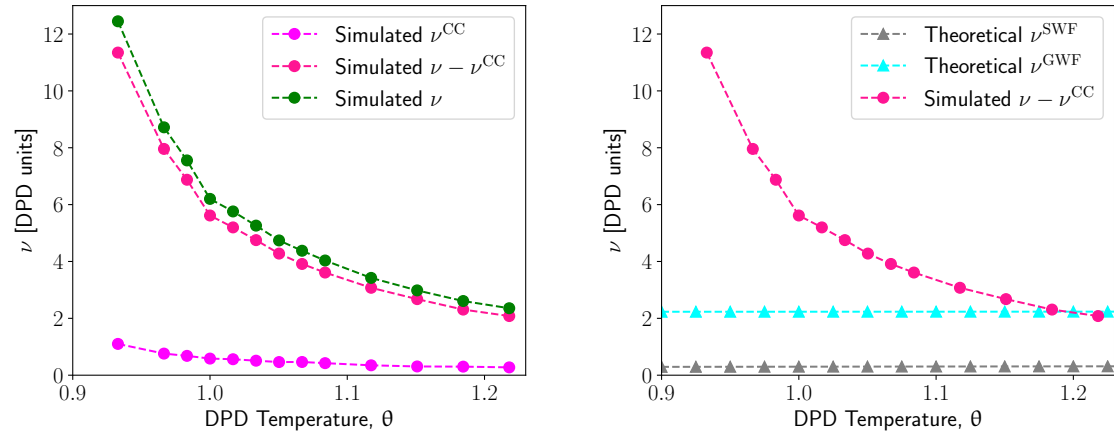 12
10
8
6
4
2
0
0.9
1.0
1.1
1.2
ν [DPD units]
DPD Temperature, θ
Simulated ν^CC
Simulated ν − ν^CC
Simulated ν
12
10
8
6
4
2
0
0.9
1.0
1.1
1.2
ν [DPD units]
DPD Temperature, θ
Theoretical ν^SWF
Theoretical ν^GWF
Simulated ν − ν^CC